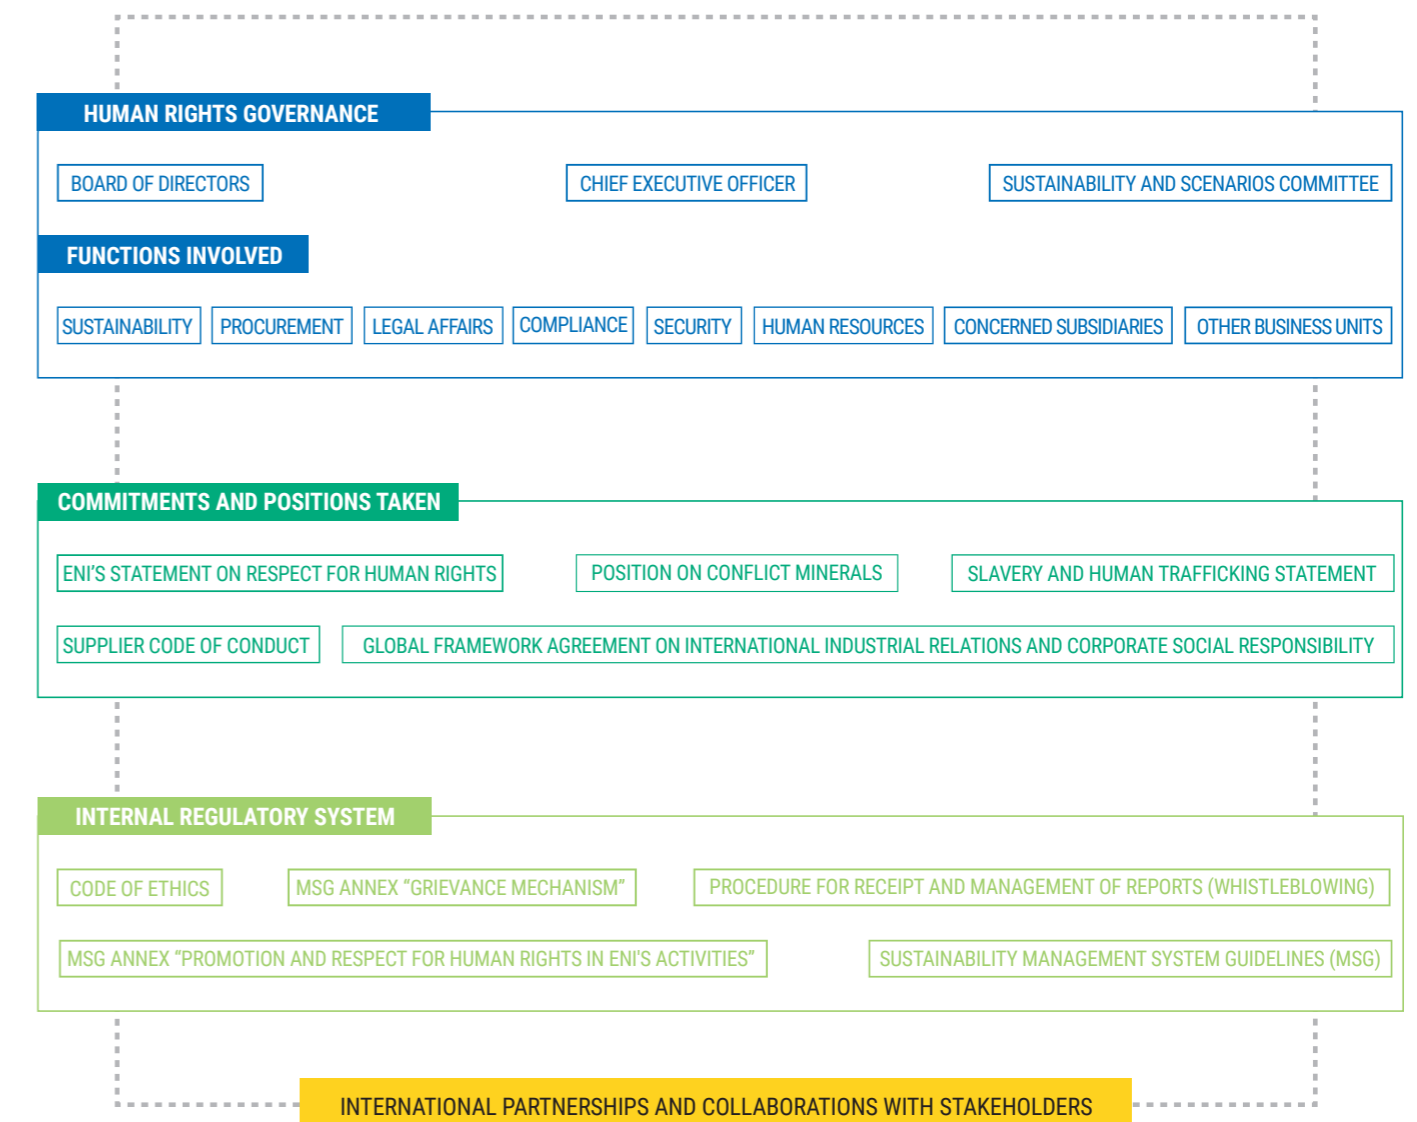 HUMAN RIGHTS GOVERNANCE
BOARD OF DIRECTORS
CHIEF EXECUTIVE OFFICER
SUSTAINABILITY AND SCENARIOS COMMITTEE
FUNCTIONS INVOLVED
SUSTAINABILITY
PROCUREMENT
LEGAL AFFAIRS
COMPLIANCE
SECURITY
HUMAN RESOURCES
CONCERNED SUBSIDIARIES
OTHER BUSINESS UNITS
COMMITMENTS AND POSITIONS TAKEN
ENI’S STATEMENT ON RESPECT FOR HUMAN RIGHTS
POSITION ON CONFLICT MINERALS
SLAVERY AND HUMAN TRAFFICKING STATEMENT
SUPPLIER CODE OF CONDUCT
GLOBAL FRAMEWORK AGREEMENT ON INTERNATIONAL INDUSTRIAL RELATIONS AND CORPORATE SOCIAL RESPONSIBILITY
INTERNAL REGULATORY SYSTEM
CODE OF ETHICS
MSG ANNEX “GRIEVANCE MECHANISM”
PROCEDURE FOR RECEIPT AND MANAGEMENT OF REPORTS (WHISTLEBLOWING)
MSG ANNEX “PROMOTION AND RESPECT FOR HUMAN RIGHTS IN ENI'S ACTIVITIES”
SUSTAINABILITY MANAGEMENT SYSTEM GUIDELINES (MSG)
INTERNATIONAL PARTNERSHIPS AND COLLABORATIONS WITH STAKEHOLDERS